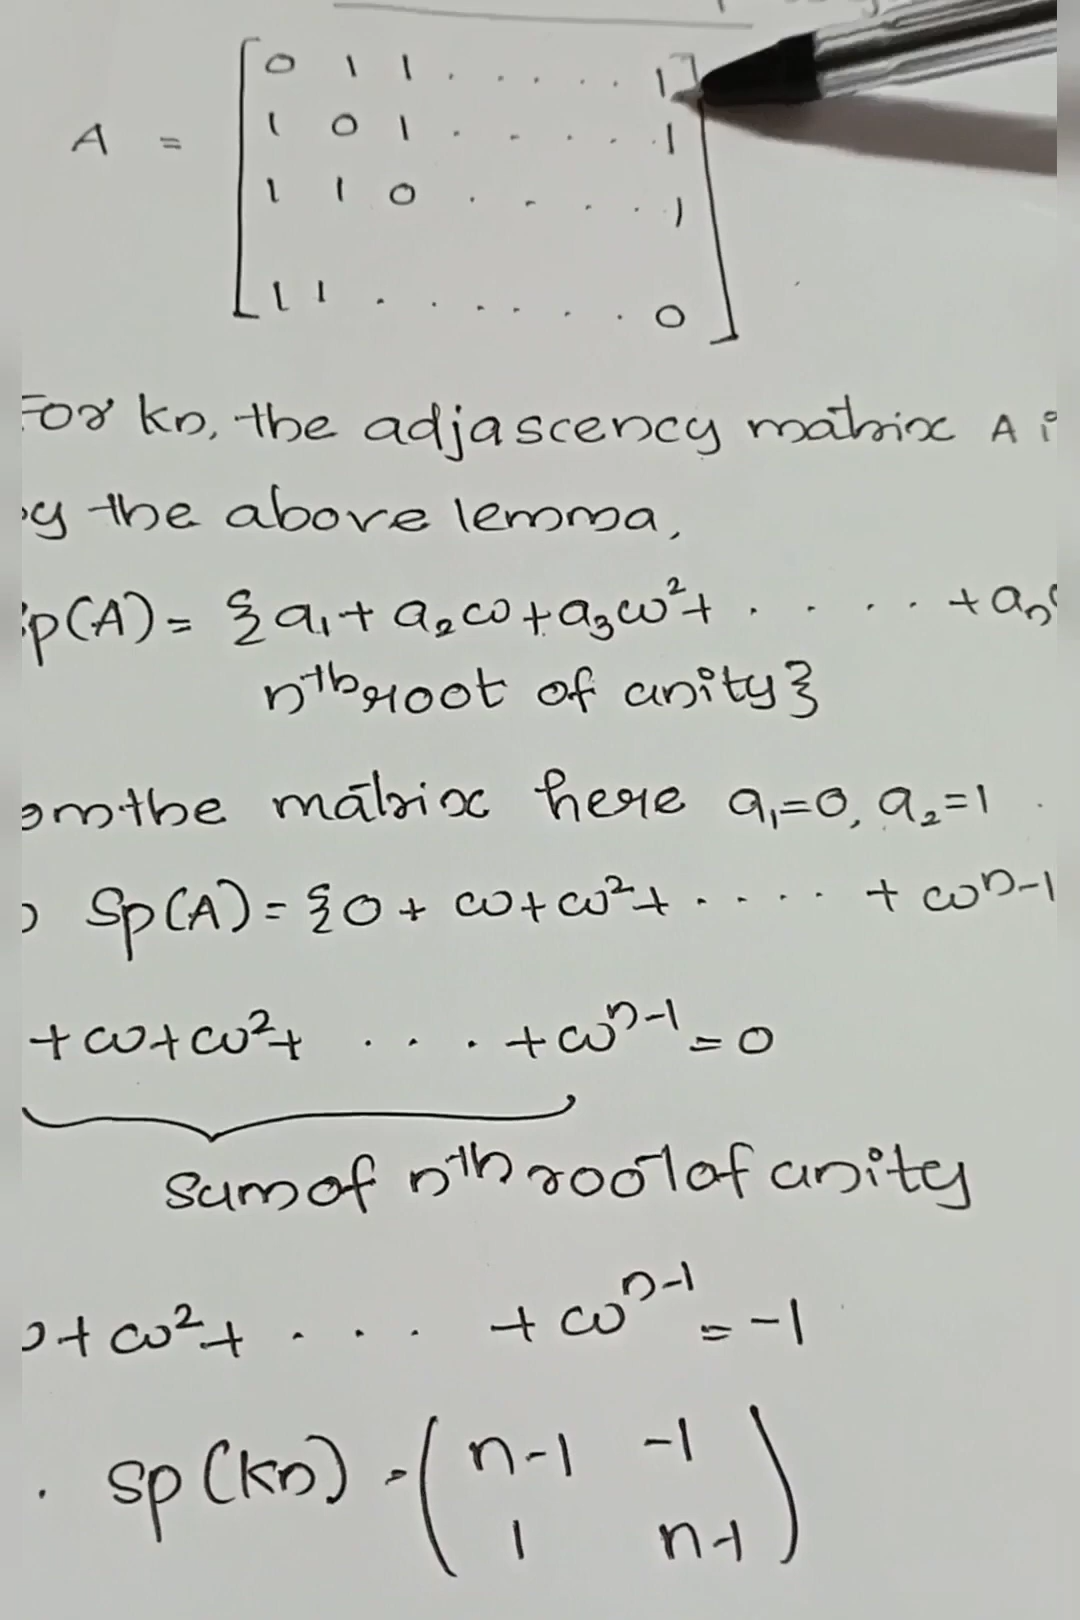 A = [0 1 1 . . . . . 1]
1 0 1 . . . . . 1
1 1 0 . . . . . 1
1 1 . . . . . . 0
For kn, the adjascency matrix A i
y the above lemma,
Sp(A) = {a₁ + a₂ω + a₃ω² + . . . . . + an
nth root of unity}
om the matrix here a₁=0, a₂=1 .
Sp(A) = {0 + ω + ω² + . . . . + ωⁿ⁻¹
+ ω + ω² + . . . . + ωⁿ⁻¹ = 0
Sum of nth root of unity
+ ω² + . . . + ωⁿ⁻¹ = -1
. Sp(kn) = ( n-1 -1
1 n-1 )